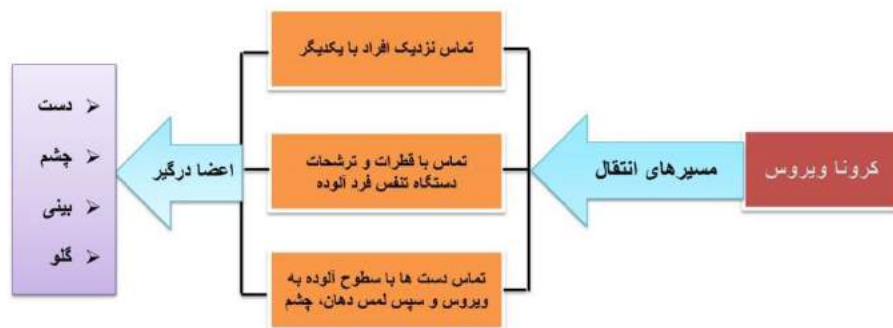 کرونا ویروس
مسیرهای انتقال
تماس نزدیک افراد با یکدیگر
تماس با قطرات و ترشحات
دستگاه تنفس فرد آلوده
تماس دست ها با سطوح آلوده به
ویروس و سپس لمس دهان، چشم
اعضا درگیر
دست
چشم
بینی
گلو